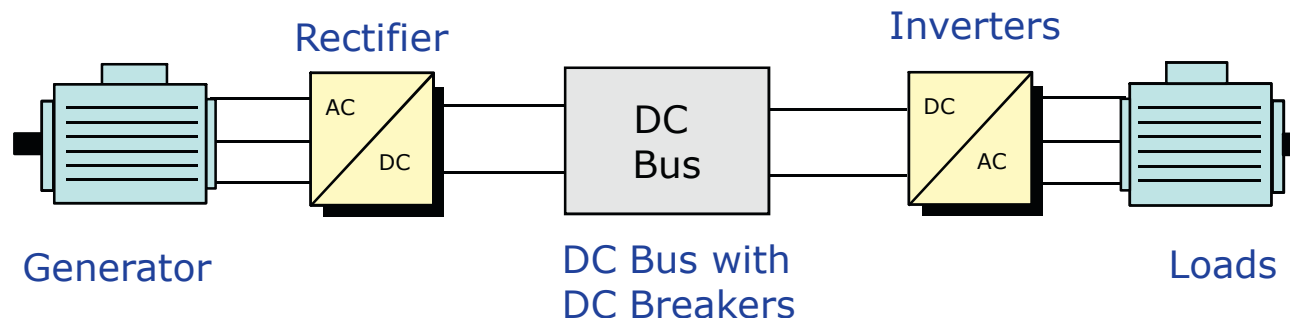 Rectifier
Inverters
AC
DC
DC
Bus
DC
AC
Generator
DC Bus with
DC Breakers
Loads